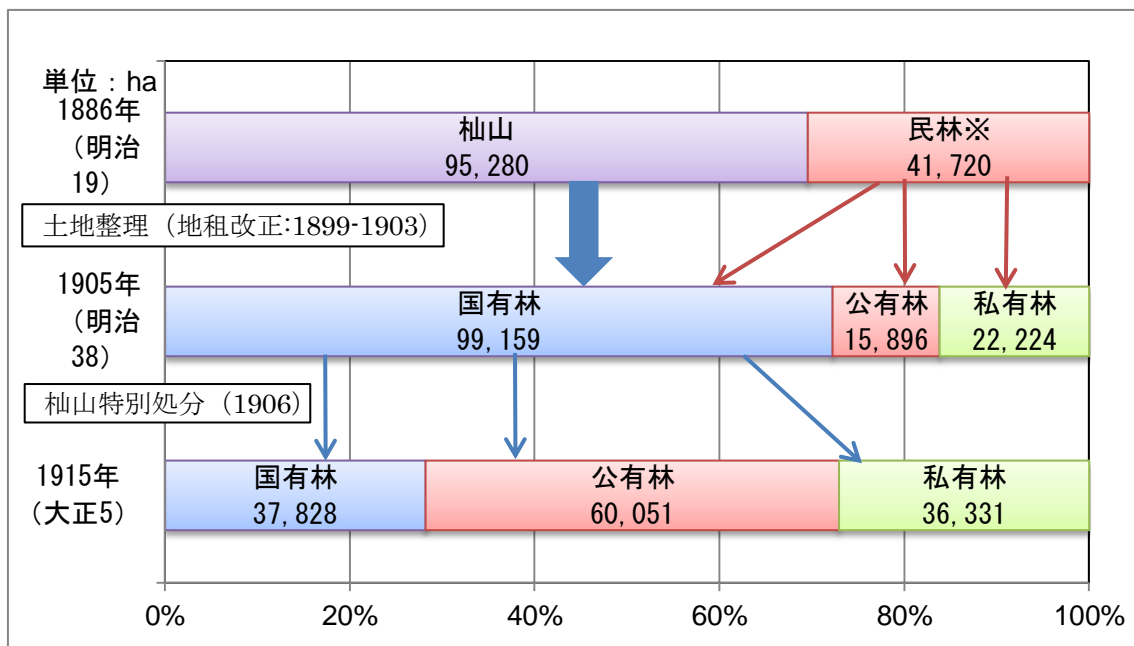 単位：ha
1886年
（明治
19）
杣山
95,280
民林※
41,720
土地整理（地租改正:1899-1903）
1905年
（明治
38）
国有林
99,159
公有林
15,896
私有林
22,224
杣山特別処分（1906）
1915年
（大正5）
国有林
37,828
公有林
60,051
私有林
36,331
0%
20%
40%
60%
80%
100%